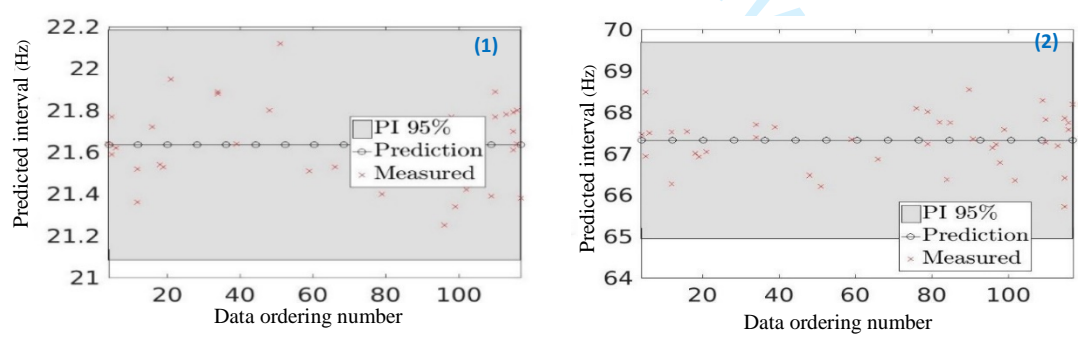 22.2
22
21.8
21.6
21.4
21.2
21
Predicted interval (Hz)
(1)
PI 95%
Prediction
Measured
20
40
60
80
100
Data ordering number
70
69
68
67
66
65
64
Predicted interval (Hz)
(2)
PI 95%
Prediction
Measured
20
40
60
80
100
Data ordering number